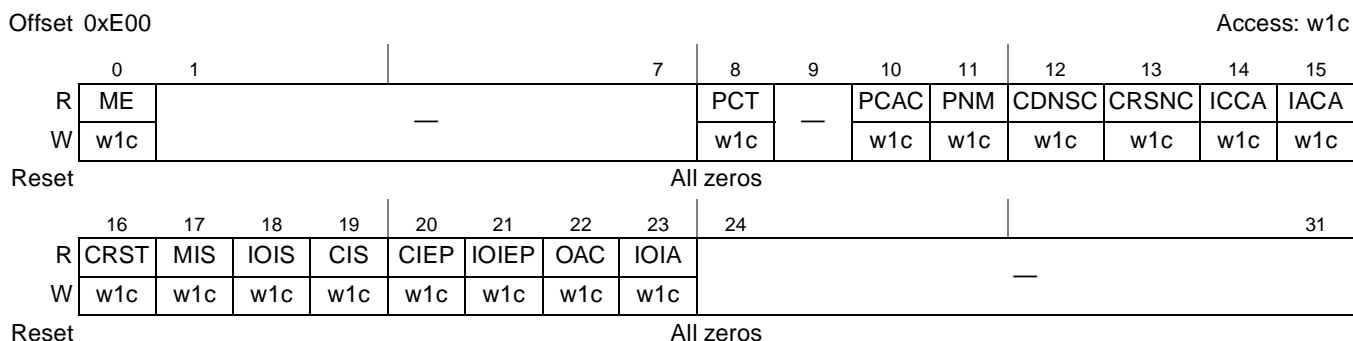 Offset 0xE00 Access: w1c
0 1 7 8 9 10 11 12 13 14 15
R ME — PCT — PCAC PNM CDNSC CRSNC ICCA IACA
W w1c w1c w1c w1c w1c w1c w1c w1c
Reset All zeros
16 17 18 19 20 21 22 23 24 31
R CRST MIS IOIS CIS CIEP IOIEP OAC IOIA —
W w1c w1c w1c w1c w1c w1c w1c w1c
Reset All zeros